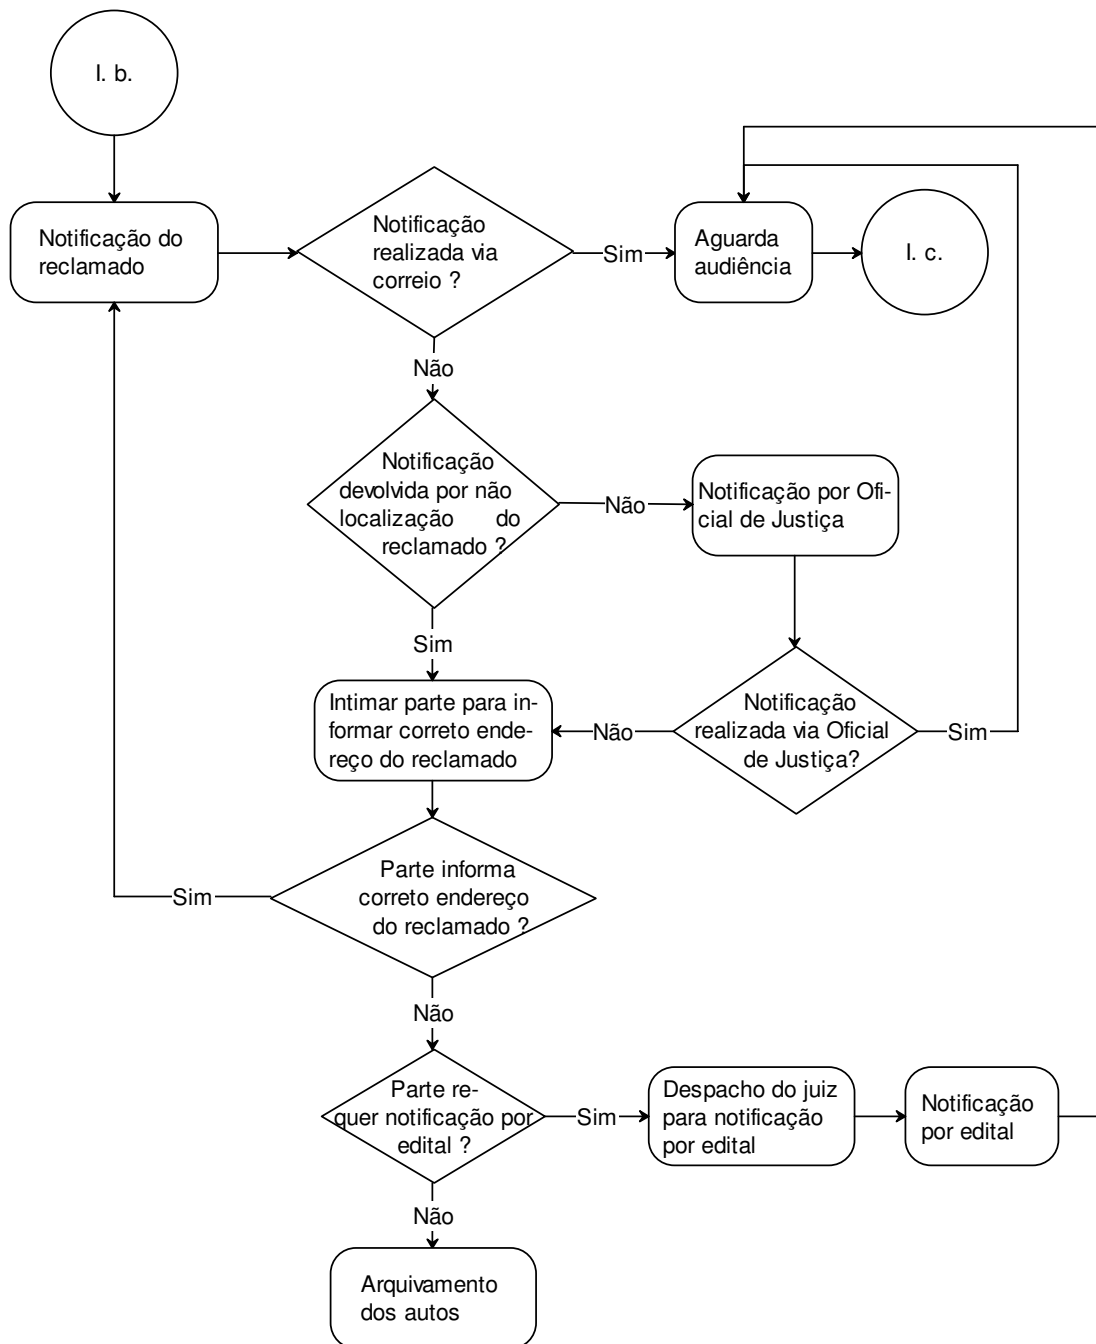 I. b.
Notificação do
reclamado
Notificação
realizada via
correio ?
Sim
Aguarda
audiência
I. c.
Não
Notificação
devolvida por não
localização do
reclamado ?
Não
Notificação por Ofi-
cial de Justiça
Sim
Intimar parte para in-
formar correto ende-
reço do reclamado
Não
Notificação
realizada via Oficial
de Justiça?
Sim
Parte informa
correto endereço
do reclamado ?
Sim
Não
Parte re-
quer notificação por
edital ?
Sim
Despacho do juiz
para notificação
por edital
Notificação
por edital
Não
Arquivamento
dos autos